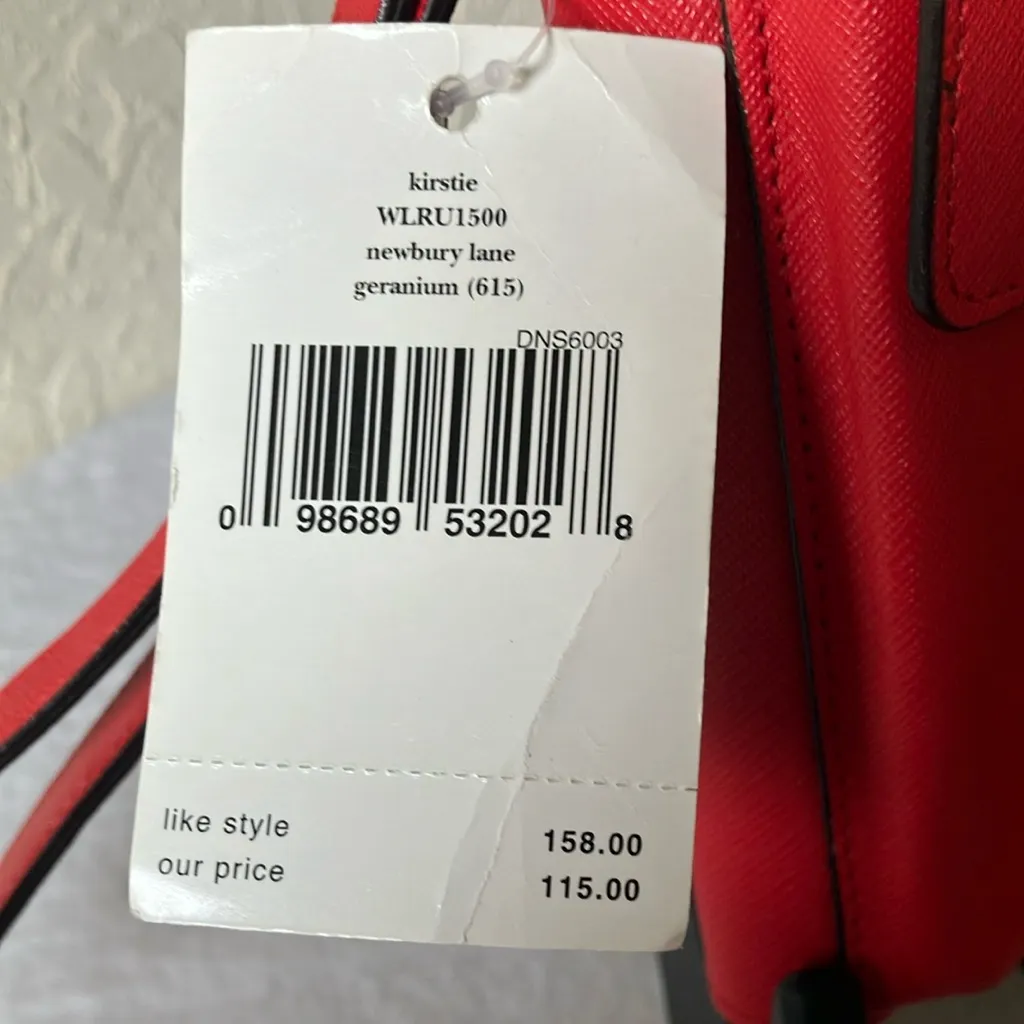 kirstie
WLRU1500
newbury lane
geranium (615)
DNS6003
0 98689 53202 8
like style 158.00
our price 115.00